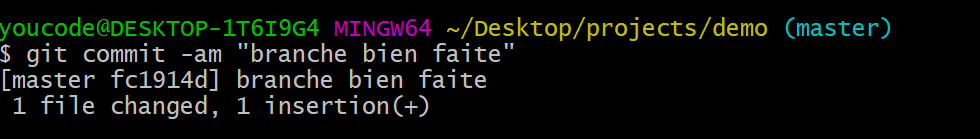 youcode@DESKTOP-1T6I9G4 MINGW64 ~/Desktop/projects/demo (master)
$ git commit -am "branche bien faite"
[master fc1914d] branche bien faite
 1 file changed, 1 insertion(+)